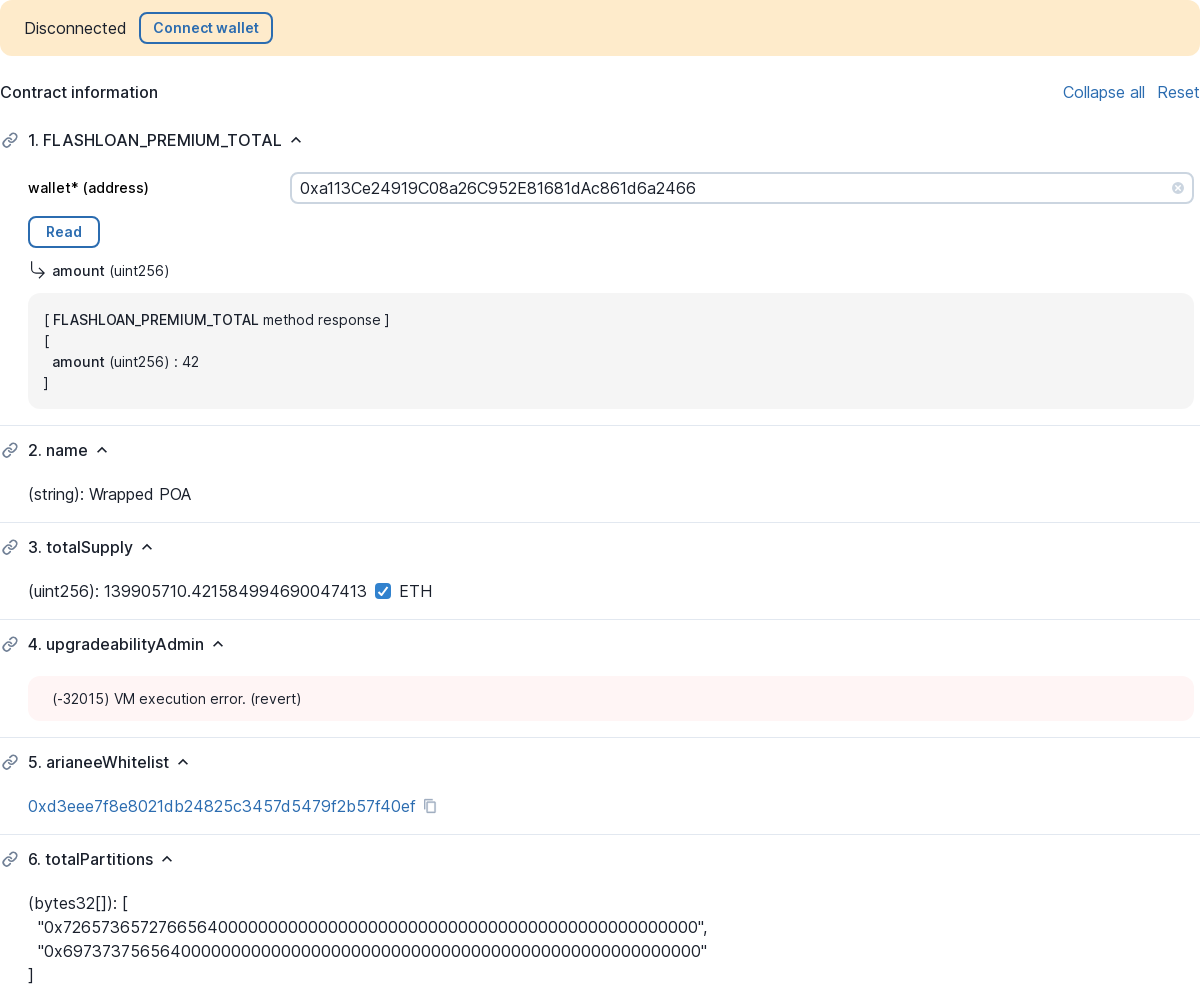 Disconnected Connect wallet
Contract information Collapse all Reset
1. FLASHLOAN_PREMIUM_TOTAL
wallet* (address) 0xa113Ce24919C08a26C952E81681dAc861d6a2466
Read
amount (uint256)
[ FLASHLOAN_PREMIUM_TOTAL method response ]
[
amount (uint256) : 42
]
2. name
(string): Wrapped POA
3. totalSupply
(uint256): 139905710.421584994690047413 ETH
4. upgradeabilityAdmin
(-32015) VM execution error. (revert)
5. arianeeWhitelist
0xd3eee7f8e8021db24825c3457d5479f2b57f40ef
6. totalPartitions
(bytes32[]): [
"0x7265736572766564000000000000000000000000000000000000000000000000",
"0x6973737565640000000000000000000000000000000000000000000000000000"
]